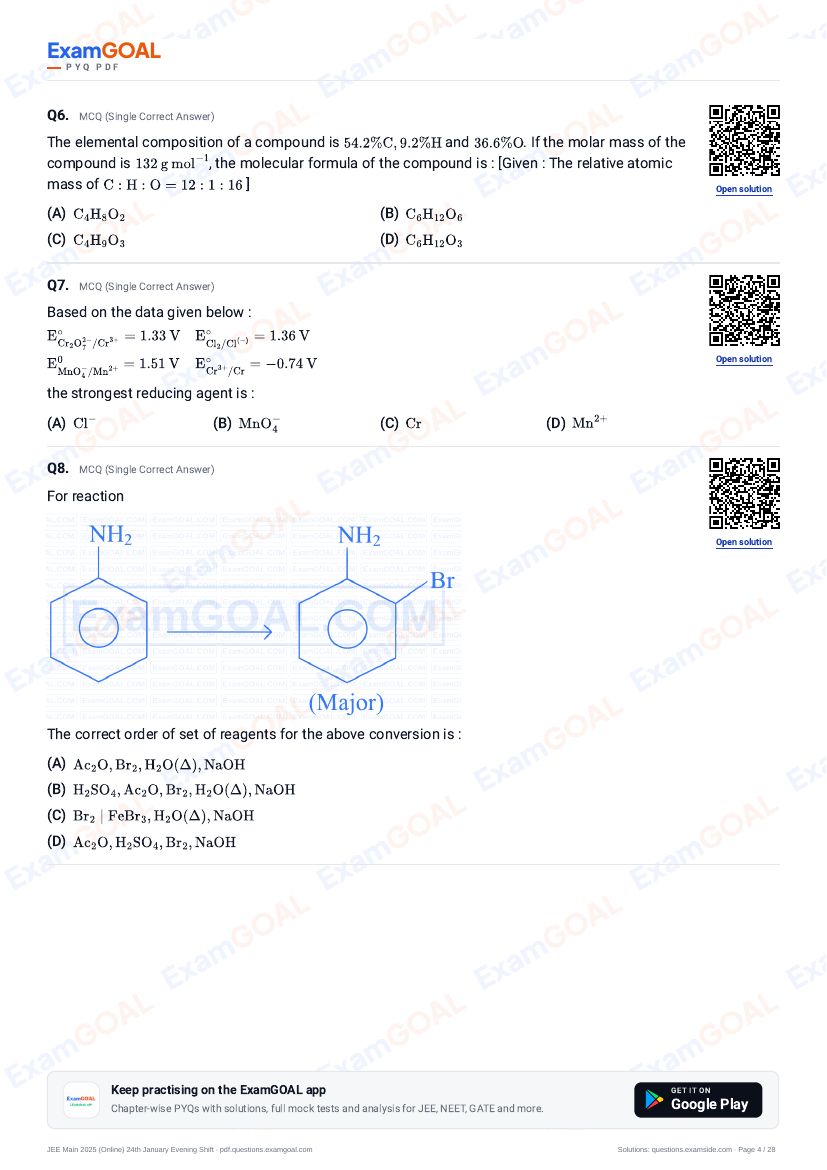 ExamGOAL
PYQ PDF
Q6. MCQ (Single Correct Answer)
The elemental composition of a compound is 54.2%C, 9.2%H and 36.6%O. If the molar mass of the
compound is 132 g mol⁻¹, the molecular formula of the compound is : [Given : The relative atomic
mass of C : H : O = 12 : 1 : 16 ]
Open solution
(A) C₄H₈O₂ (B) C₆H₁₂O₆
(C) C₄H₉O₃ (D) C₆H₁₂O₃
Q7. MCQ (Single Correct Answer)
Based on the data given below :
E°Cr₂O₇²⁻/Cr³⁺ = 1.33 V E°Cl₂/Cl⁽⁻⁾ = 1.36 V
E⁰MnO₄⁻/Mn²⁺ = 1.51 V E°Cr³⁺/Cr = −0.74 V
Open solution
the strongest reducing agent is :
(A) Cl⁻ (B) MnO₄⁻ (C) Cr (D) Mn²⁺
Q8. MCQ (Single Correct Answer)
For reaction
Open solution
NH₂ NH₂
Br
ExamGOAL.COM
(Major)
The correct order of set of reagents for the above conversion is :
(A) Ac₂O, Br₂, H₂O(Δ), NaOH
(B) H₂SO₄, Ac₂O, Br₂, H₂O(Δ), NaOH
(C) Br₂ | FeBr₃, H₂O(Δ), NaOH
(D) Ac₂O, H₂SO₄, Br₂, NaOH
ExamGOAL
Keep practising on the ExamGOAL app
Chapter-wise PYQs with solutions, full mock tests and analysis for JEE, NEET, GATE and more.
GET IT ON
Google Play
JEE Main 2025 (Online) 24th January Evening Shift · pdf.questions.examgoal.com
Solutions: questions.examside.com · Page 4 / 28